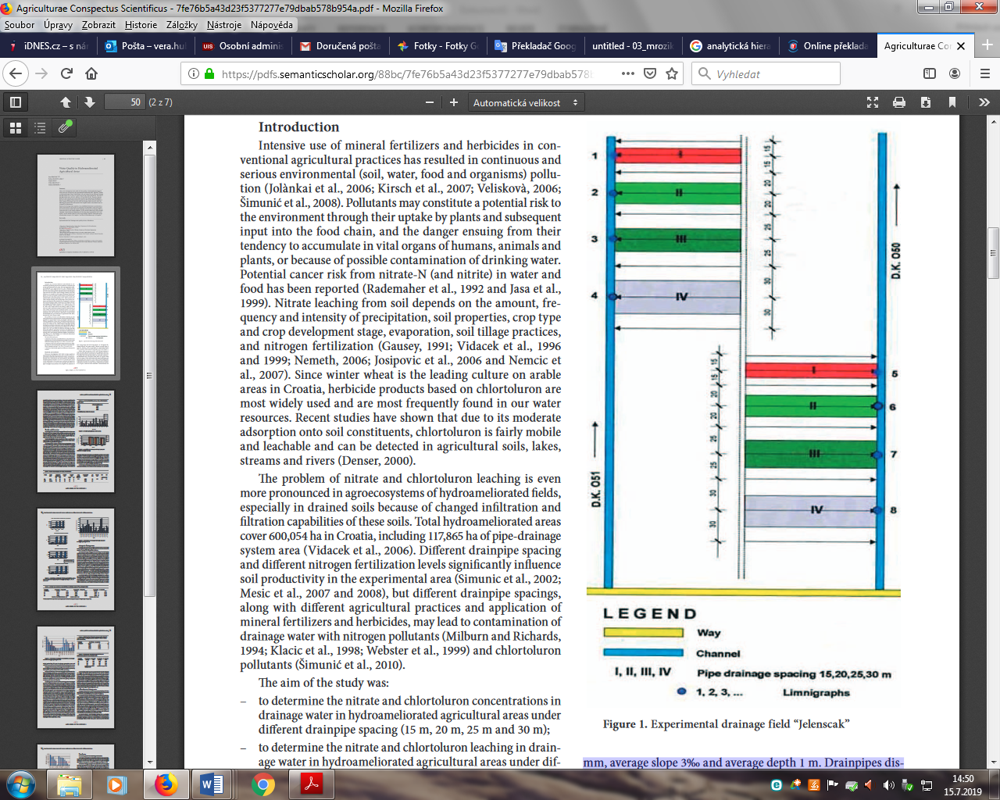 Agriculturae Conspectus Scientificus - 7fe76b5a43d23f5377277e79dbab578b954a.pdf - Mozilla Firefox
Soubor Úpravy Zobrazit Historie Záložky Nástroje Nápověda
iDNES.cz – s nár
Pošta – vera.hul
Osobní adminis
Doručená pošta
Fotky - Fotky Go
Překladač Goog
untitled - 03_mrozik
analytická hiera
Online překlada
Agriculturae Con
https://pdfs.semanticscholar.org/88bc/7fe76b5a43d23f5377277e79dbab578b
Vyhledat
50 (2 z 7)
Automatická velikost
Introduction
Intensive use of mineral fertilizers and herbicides in con-
ventional agricultural practices has resulted in continuous and
serious environmental (soil, water, food and organisms) pollu-
tion (Jolànkai et al., 2006; Kirsch et al., 2007; Veliskovà, 2006;
Šimunić et al., 2008). Pollutants may constitute a potential risk to
the environment through their uptake by plants and subsequent
input into the food chain, and the danger ensuing from their
tendency to accumulate in vital organs of humans, animals and
plants, or because of possible contamination of drinking water.
Potential cancer risk from nitrate-N (and nitrite) in water and
food has been reported (Rademaher et al., 1992 and Jasa et al.,
1999). Nitrate leaching from soil depends on the amount, fre-
quency and intensity of precipitation, soil properties, crop type
and crop development stage, evaporation, soil tillage practices,
and nitrogen fertilization (Gausey, 1991; Vidacek et al., 1996
and 1999; Nemeth, 2006; Josipovic et al., 2006 and Nemcic et
al., 2007). Since winter wheat is the leading culture on arable
areas in Croatia, herbicide products based on chlortoluron are
most widely used and are most frequently found in our water
resources. Recent studies have shown that due to its moderate
adsorption onto soil constituents, chlortoluron is fairly mobile
and leachable and can be detected in agricultural soils, lakes,
streams and rivers (Denser, 2000).
The problem of nitrate and chlortoluron leaching is even
more pronounced in agroecosystems of hydroameliorated fields,
especially in drained soils because of changed infiltration and
filtration capabilities of these soils. Total hydroameliorated areas
cover 600,054 ha in Croatia, including 117,865 ha of pipe-drainage
system area (Vidacek et al., 2006). Different drainpipe spacing
and different nitrogen fertilization levels significantly influence
soil productivity in the experimental area (Simunic et al., 2002;
Mesic et al., 2007 and 2008), but different drainpipe spacings,
along with different agricultural practices and application of
mineral fertilizers and herbicides, may lead to contamination of
drainage water with nitrogen pollutants (Milburn and Richards,
1994; Klacic et al., 1998; Webster et al., 1999) and chlortoluron
pollutants (Šimunić et al., 2010).
The aim of the study was:
– to determine the nitrate and chlortoluron concentrations in
drainage water in hydroameliorated agricultural areas under
different drainpipe spacing (15 m, 20 m, 25 m and 30 m);
– to determine the nitrate and chlortoluron leaching in drain-
age water in hydroameliorated agricultural areas under dif-
1 I 15 15
2 II 20 20
3 III 25 25
4 IV 30 30
D.K. O50
15 15 I 5
20 20 II 6
25 25 III 7
30 30 IV 8
D.K. O51
LEGEND
Way
Channel
I, II, III, IV Pipe drainage spacing 15,20,25,30 m
1, 2, 3, ... Limnigraphs
Figure 1. Experimental drainage field “Jelenscak”
mm, average slope 3‰ and average depth 1 m. Drainpipes dis-
14:50
15.7.2019